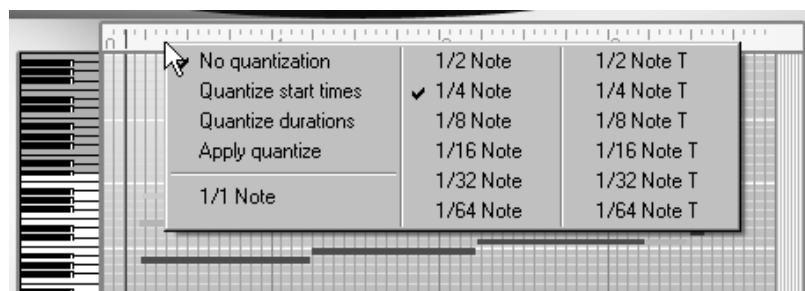 No quantization
Quantize start times
Quantize durations
Apply quantize
1/1 Note
1/2 Note
1/4 Note
1/8 Note
1/16 Note
1/32 Note
1/64 Note
1/2 Note T
1/4 Note T
1/8 Note T
1/16 Note T
1/32 Note T
1/64 Note T